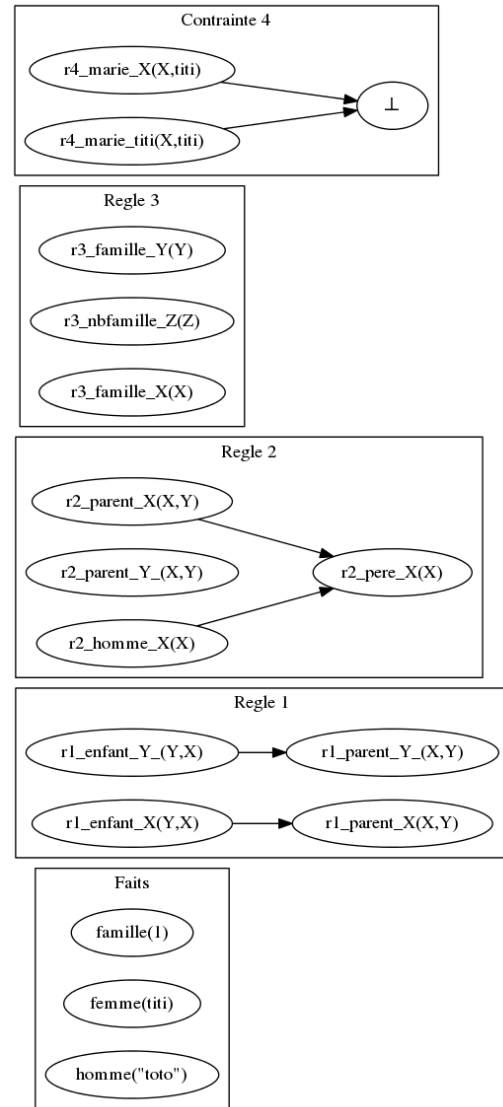 Contrainte 4
r4_marie_X(X,titi)
⊥
r4_marie_titi(X,titi)
Regle 3
r3_famille_Y(Y)
r3_nbfamille_Z(Z)
r3_famille_X(X)
Regle 2
r2_parent_X(X,Y)
r2_parent_Y_(X,Y)
r2_pere_X(X)
r2_homme_X(X)
Regle 1
r1_enfant_Y_(Y,X)
r1_parent_Y_(X,Y)
r1_enfant_X(Y,X)
r1_parent_X(X,Y)
Faits
famille(1)
femme(titi)
homme("toto")